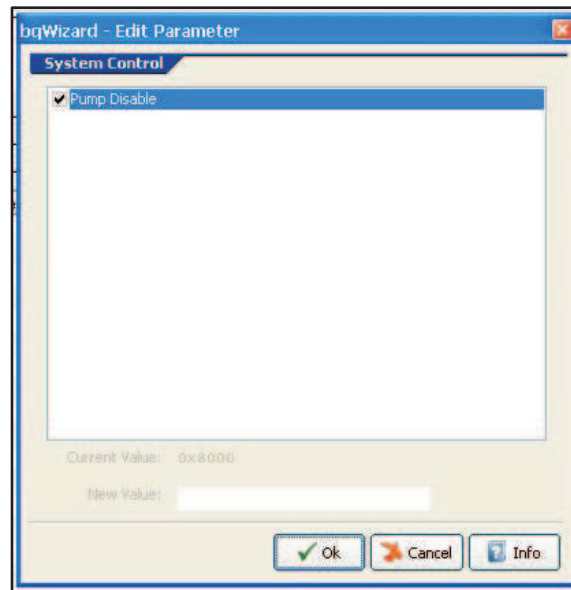 bqWizard - Edit Parameter
System Control
Pump Disable
Current Value: 0x8000
New Value:
Ok Cancel Info